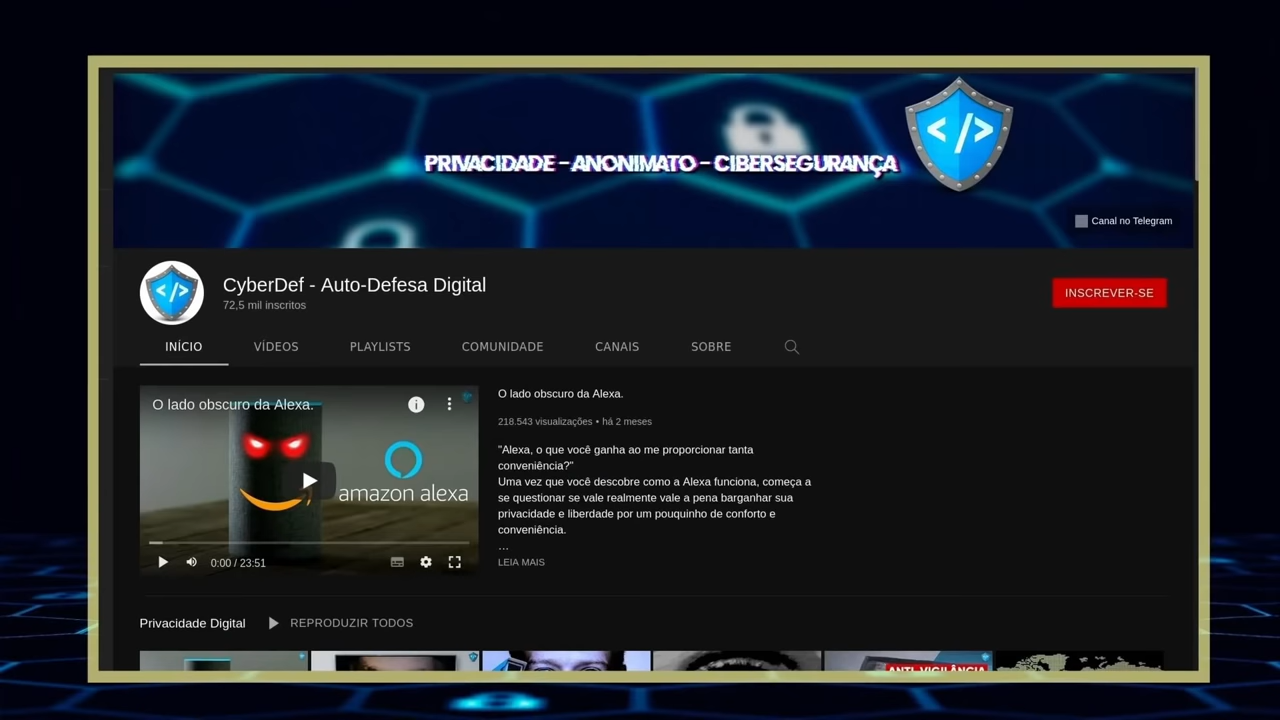 PRIVACIDADE - ANONIMATO - CIBERSEGURANÇA
</>
Canal no Telegram
</>
CyberDef - Auto-Defesa Digital
72,5 mil inscritos
INSCREVER-SE
INÍCIO VÍDEOS PLAYLISTS COMUNIDADE CANAIS SOBRE
O lado obscuro da Alexa.
amazon alexa
0:00 / 23:51
O lado obscuro da Alexa.
218.543 visualizações • há 2 meses
"Alexa, o que você ganha ao me proporcionar tanta
conveniência?"
Uma vez que você descobre como a Alexa funciona, começa a
se questionar se vale realmente vale a pena barganhar sua
privacidade e liberdade por um pouquinho de conforto e
conveniência.
...
LEIA MAIS
Privacidade Digital REPRODUZIR TODOS
ANTI-VIGILÂNCIA